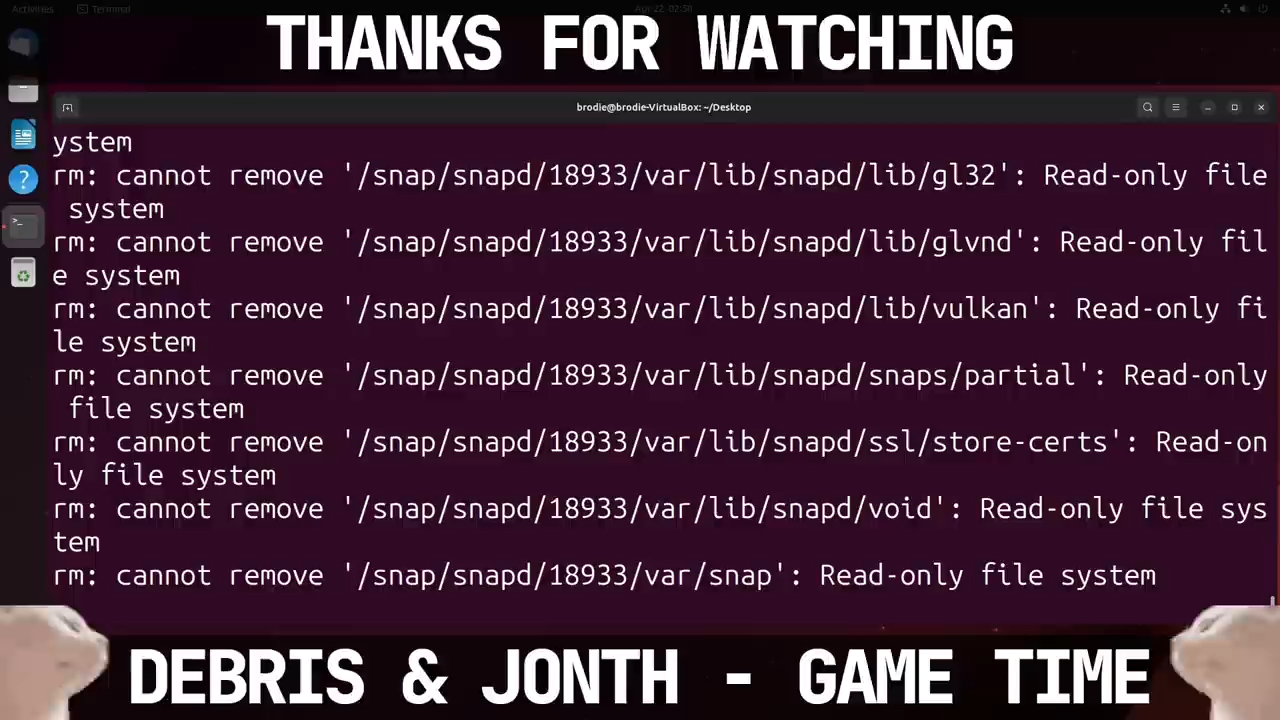 Activities Terminal Apr 22 02:50
THANKS FOR WATCHING
brodie@brodie-VirtualBox: ~/Desktop
ystem
rm: cannot remove '/snap/snapd/18933/var/lib/snapd/lib/gl32': Read-only file
 system
rm: cannot remove '/snap/snapd/18933/var/lib/snapd/lib/glvnd': Read-only fil
e system
rm: cannot remove '/snap/snapd/18933/var/lib/snapd/lib/vulkan': Read-only fi
le system
rm: cannot remove '/snap/snapd/18933/var/lib/snapd/snaps/partial': Read-only
 file system
rm: cannot remove '/snap/snapd/18933/var/lib/snapd/ssl/store-certs': Read-on
ly file system
rm: cannot remove '/snap/snapd/18933/var/lib/snapd/void': Read-only file sys
tem
rm: cannot remove '/snap/snapd/18933/var/snap': Read-only file system
DEBRIS & JONTH - GAME TIME